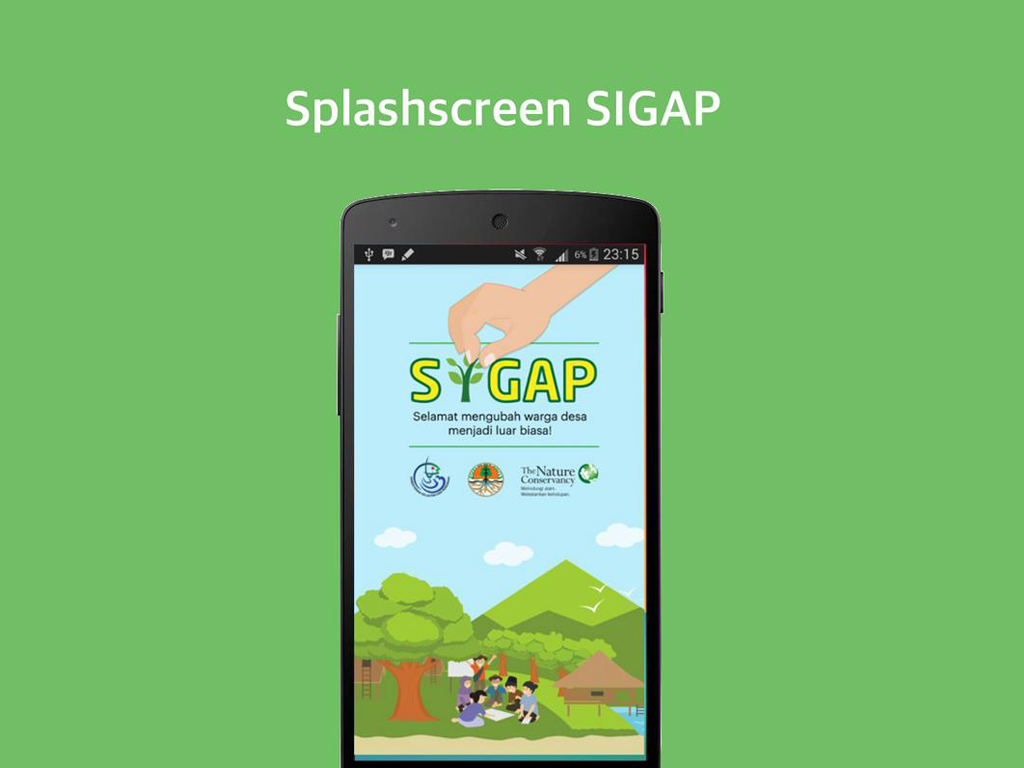 Splashscreen SIGAP
6% 23:15
SIGAP
Selamat mengubah warga desa
menjadi luar biasa!
The Nature
Conservancy
Melindungi alam.
Melestarikan kehidupan.